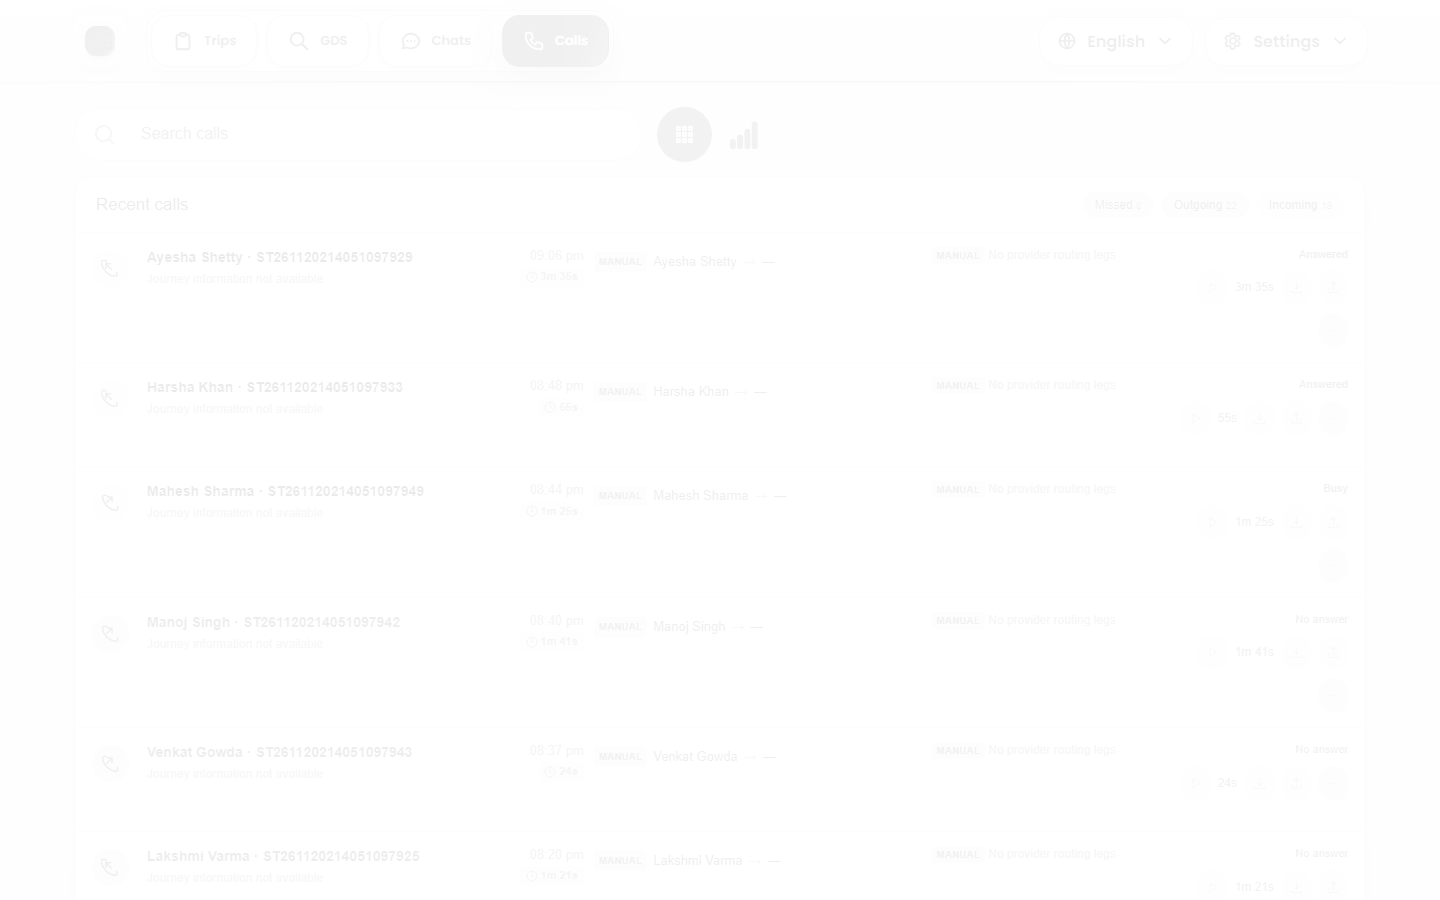 Trips GDS Chats Calls English Settings
Search calls
Recent calls Missed Outgoing 22 Incoming
Ayesha Shetty · ST261120214051097929 09:06 pm MANUAL Ayesha Shetty — — MANUAL No provider routing legs Answered
Journey information not available 3m 35s 3m 35s
Harsha Khan · ST261120214051097933 08:48 pm MANUAL Harsha Khan — — MANUAL No provider routing legs Answered
Journey information not available 55s 55s
Mahesh Sharma · ST261120214051097949 08:44 pm MANUAL Mahesh Sharma — — MANUAL No provider routing legs Busy
Journey information not available 1m 25s 1m 25s
Manoj Singh · ST261120214051097942 08:40 pm MANUAL Manoj Singh — — MANUAL No provider routing legs No answer
Journey information not available 1m 41s 1m 41s
Venkat Gowda · ST261120214051097943 08:37 pm MANUAL Venkat Gowda — — MANUAL No provider routing legs No answer
Journey information not available 24s 24s
Lakshmi Varma · ST261120214051097925 08:26 pm MANUAL Lakshmi Varma — — MANUAL No provider routing legs No answer
Journey information not available 1m 21s 1m 21s